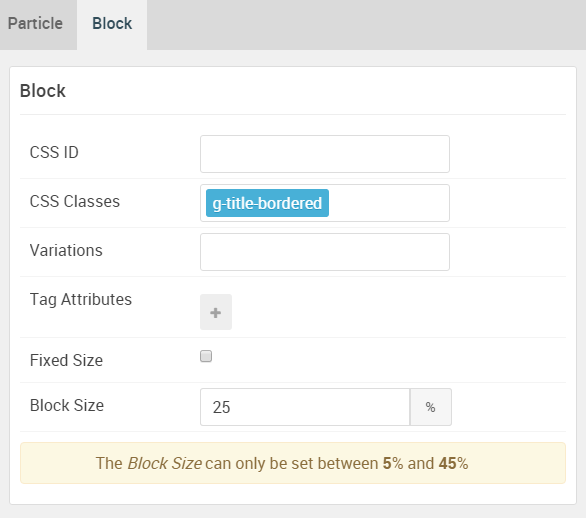 Particle Block
Block
CSS ID
CSS Classes g-title-bordered
Variations
Tag Attributes +
Fixed Size
Block Size 25 %
The Block Size can only be set between 5% and 45%